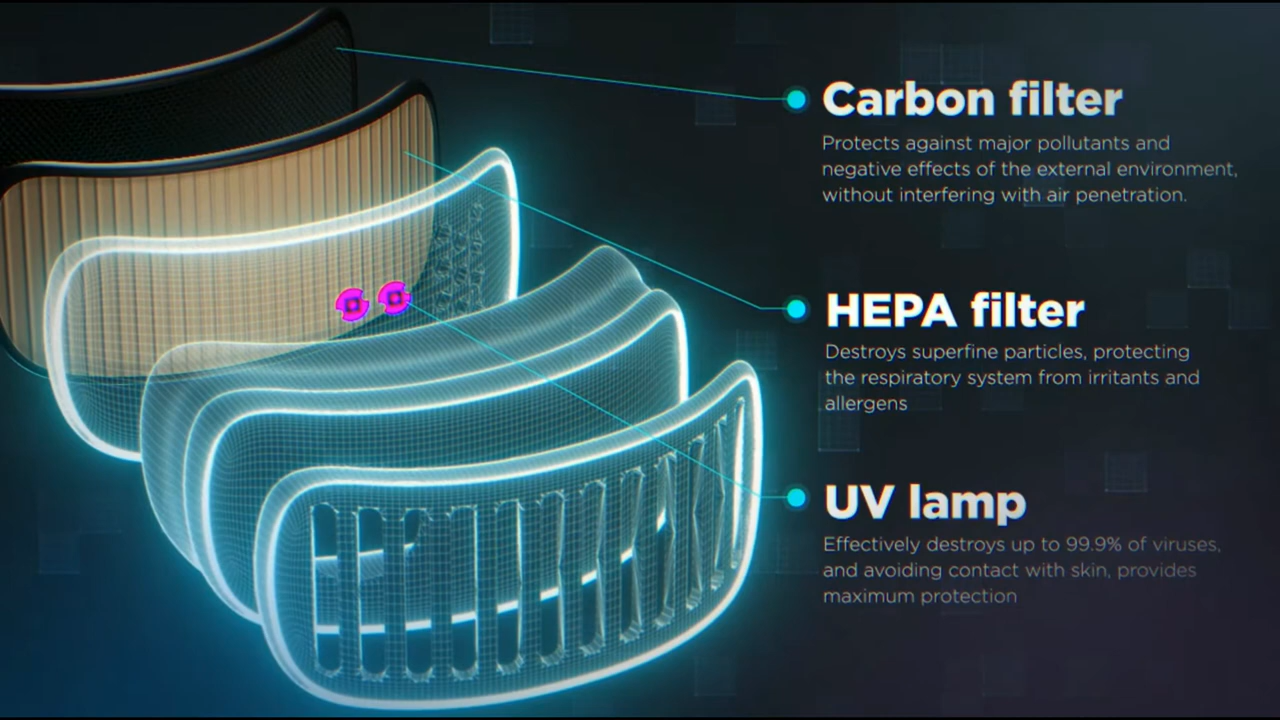 Carbon filter
Protects against major pollutants and
negative effects of the external environment,
without interfering with air penetration.
HEPA filter
Destroys superfine particles, protecting
the respiratory system from irritants and
allergens
UV lamp
Effectively destroys up to 99.9% of viruses,
and avoiding contact with skin, provides
maximum protection